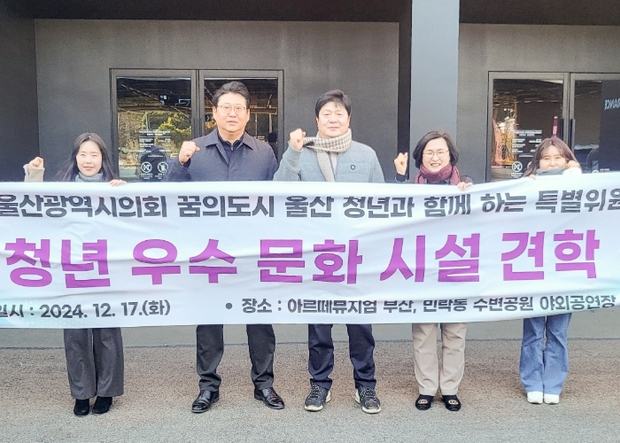 울산광역시의회 꿈의도시 울산 청년과 함께 하는 특별위원
청년 우수 문화 시설 견학
일시 : 2024. 12. 17.(화) • 장소 : 아르떼뮤지엄 부산, 민락동 수변공원 야외공연장